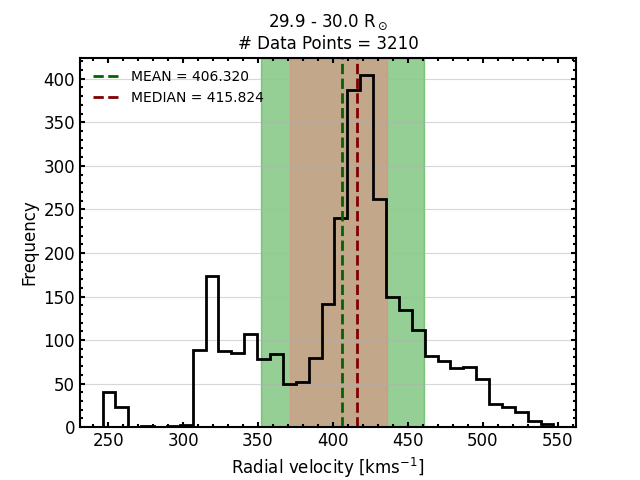 29.9 - 30.0 R⊙
# Data Points = 3210
MEAN = 406.320
MEDIAN = 415.824
Frequency
400
350
300
250
200
150
100
50
0
250 300 350 400 450 500 550
Radial velocity [kms⁻¹]